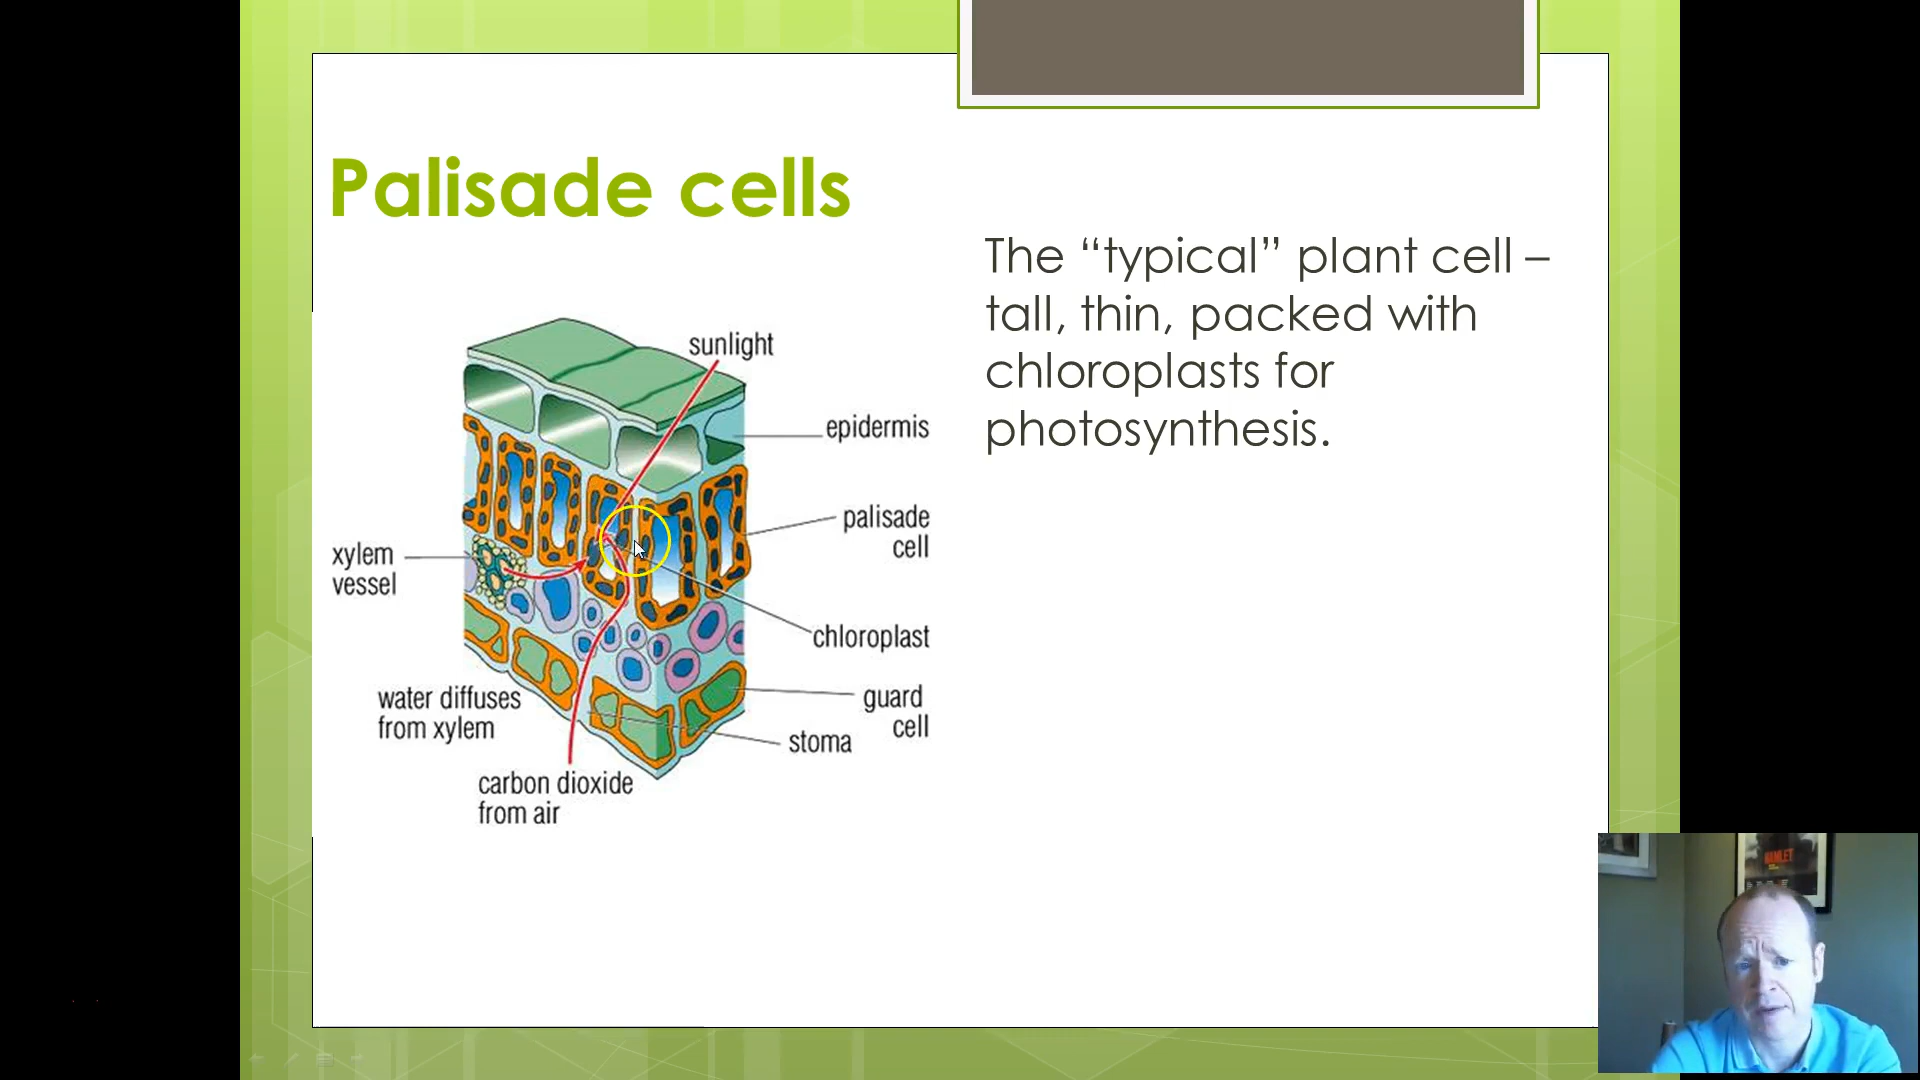 Palisade cells
The “typical” plant cell –
tall, thin, packed with
chloroplasts for
photosynthesis.
sunlight
epidermis
palisade
cell
xylem
vessel
chloroplast
guard
cell
water diffuses
from xylem
stoma
carbon dioxide
from air
HAMLET